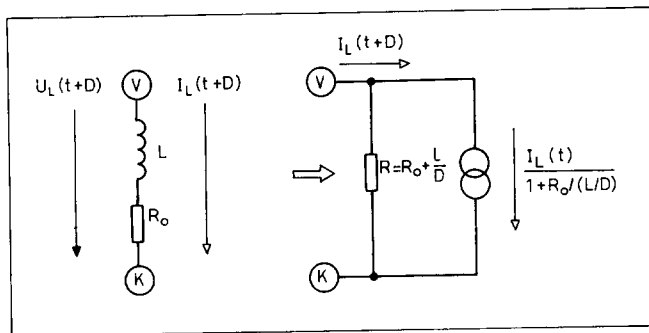 U_L(t+D)
V
I_L(t+D)
L
R_o
K
I_L(t+D)
V
R=R_o+L/D
I_L(t)
1+R_o/(L/D)
K